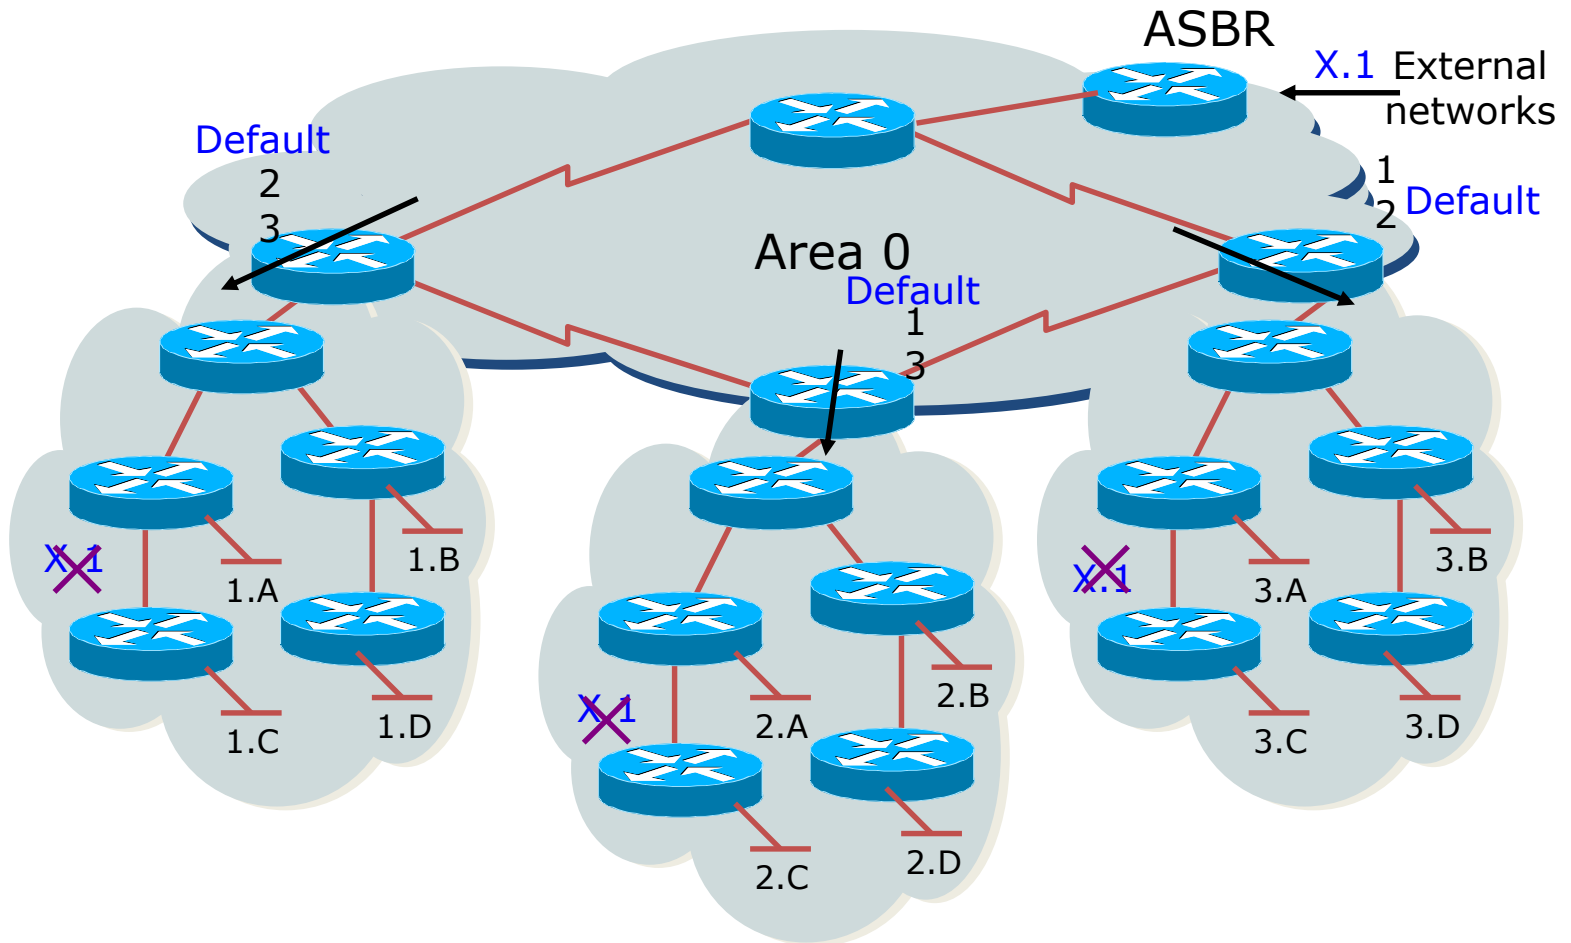 ASBR
X.1 External
networks
Default
2
3
1
2
Default
Area 0
Default
1
3
X.1
1.A
1.B
1.C
1.D
X.1
2.A
2.B
2.C
2.D
X.1
3.A
3.B
3.C
3.D